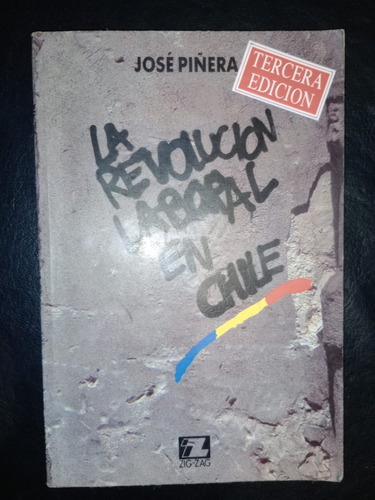 JOSÉ PIÑERA
TERCERA
EDICION
LA
REVOLUCION
LABORAL
EN
CHILE
ZIG-ZAG